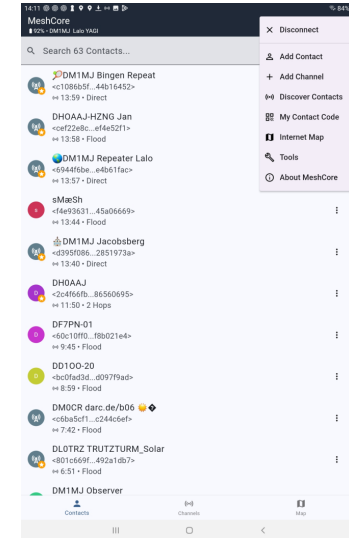 14:11
84%
MeshCore
92% • DM1MJ Lalo YAGI
Disconnect
Add Contact
Add Channel
Discover Contacts
My Contact Code
Internet Map
Tools
About MeshCore
Search 63 Contacts...
DM1MJ Bingen Repeat
<c1086b5f...44b16452>
13:59 • Direct
DHOAAJ-HZNG Jan
<cef22e8c...ef4e52f1>
13:58 • Flood
DM1MJ Repeater Lalo
<6944f6be...e4b61fac>
13:57 • Direct
sMæSh
<f4e93631...45a06669>
13:44 • Flood
DM1MJ Jacobsberg
<d395f086...2851973a>
13:40 • Direct
D
DH0AAJ
<2c4f66fb...86560695>
11:50 • 2 Hops
D
DF7PN-01
<60c10ff0...f8b021e4>
9:45 • Flood
D
DD1OO-20
<bc0fad3d...d097f9ad>
8:59 • Flood
DM0CR darc.de/b06
<c6ba5cf1...c244c6ef>
7:42 • Flood
DL0TRZ TRUTZTURM_Solar
<801c669f...492a1db7>
6:51 • Flood
DM1MJ Observer
Contacts
Channels
Map